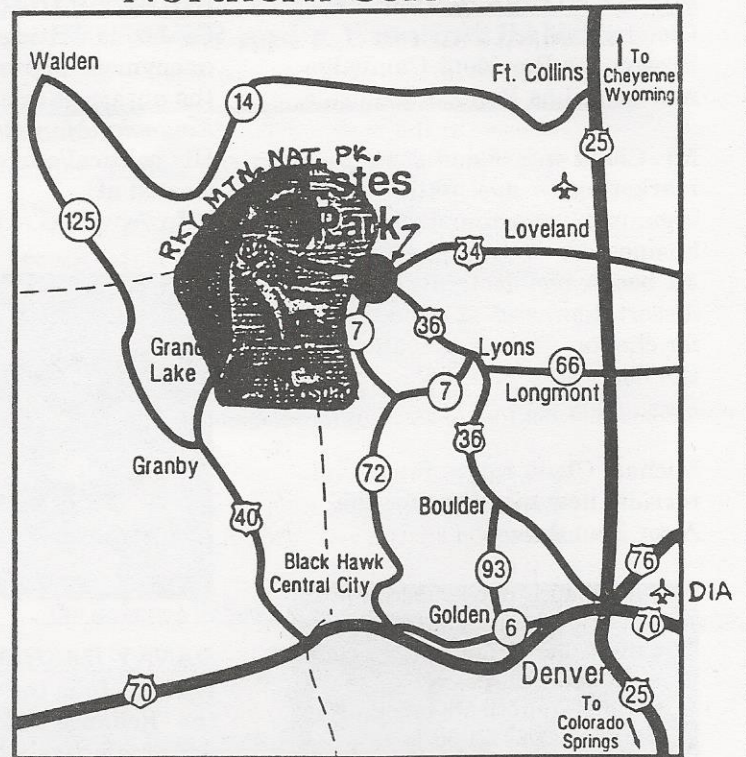 Walden
14
Ft. Collins
To
Cheyenne
Wyoming
25
125
RKY. MTN. NAT. PK.
Estes
Park
34
Loveland
7
36
Lyons
66
Grand
Lake
7
Longmont
36
Granby
72
40
Boulder
Black Hawk
Central City
93
76
DIA
Golden
6
70
Denver
70
25
To
Colorado
Springs